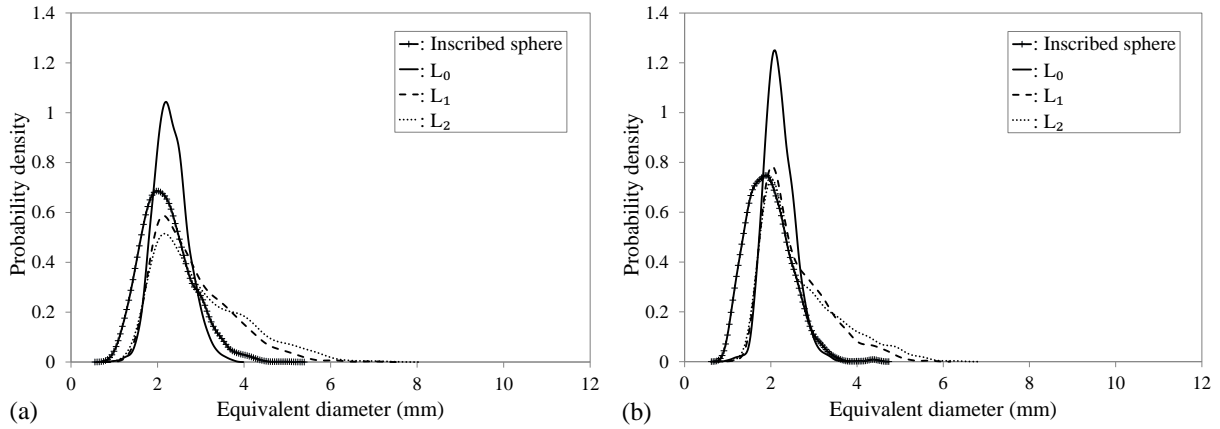 1.4
1.2
1
0.8
0.6
0.4
0.2
0
Probability density
: Inscribed sphere
: L₀
: L₁
: L₂
0 2 4 6 8 10 12
Equivalent diameter (mm)
(a)
1.4
1.2
1
0.8
0.6
0.4
0.2
0
Probability density
: Inscribed sphere
: L₀
: L₁
: L₂
0 2 4 6 8 10 12
Equivalent diameter (mm)
(b)